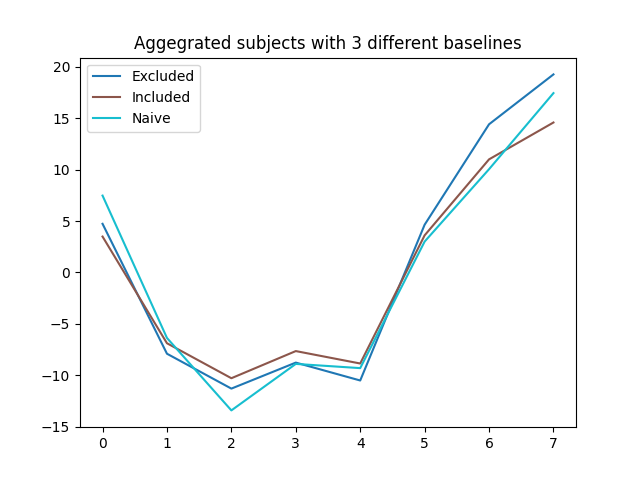 Aggegrated subjects with 3 different baselines
20
15
10
5
0
−5
−10
−15
Excluded
Included
Naive
0 1 2 3 4 5 6 7